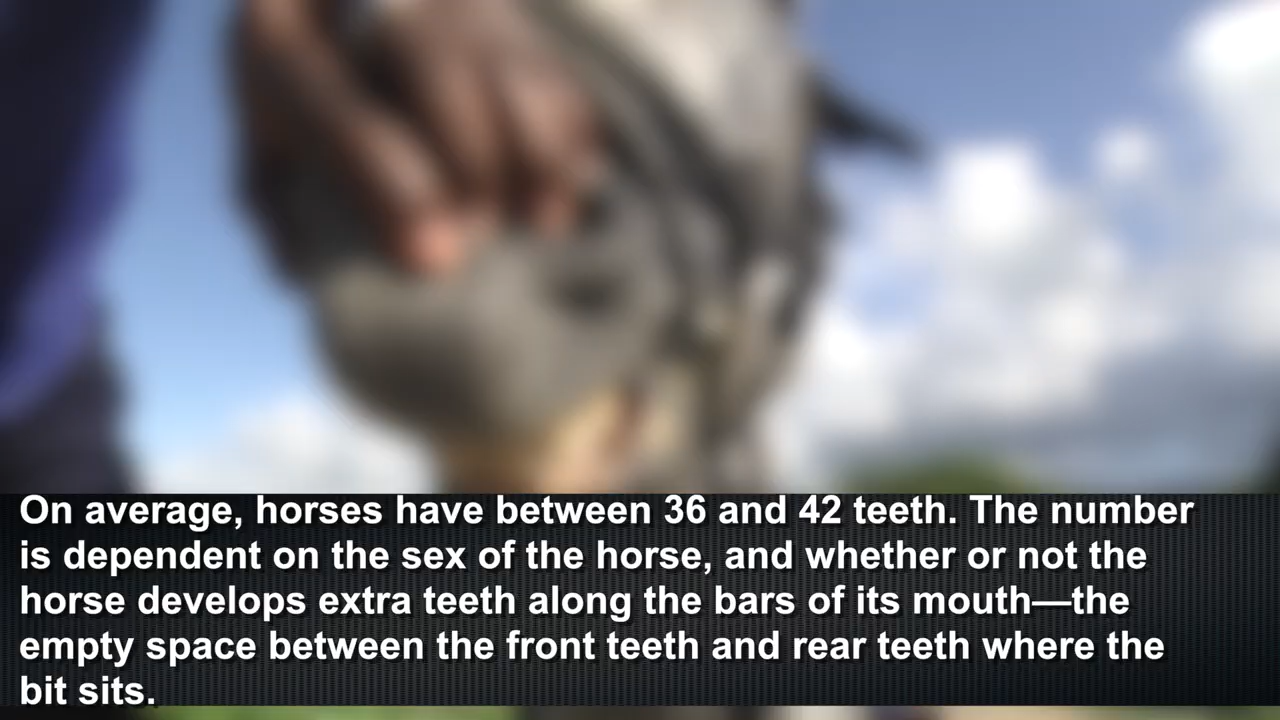 On average, horses have between 36 and 42 teeth. The number
is dependent on the sex of the horse, and whether or not the
horse develops extra teeth along the bars of its mouth—the
empty space between the front teeth and rear teeth where the
bit sits.